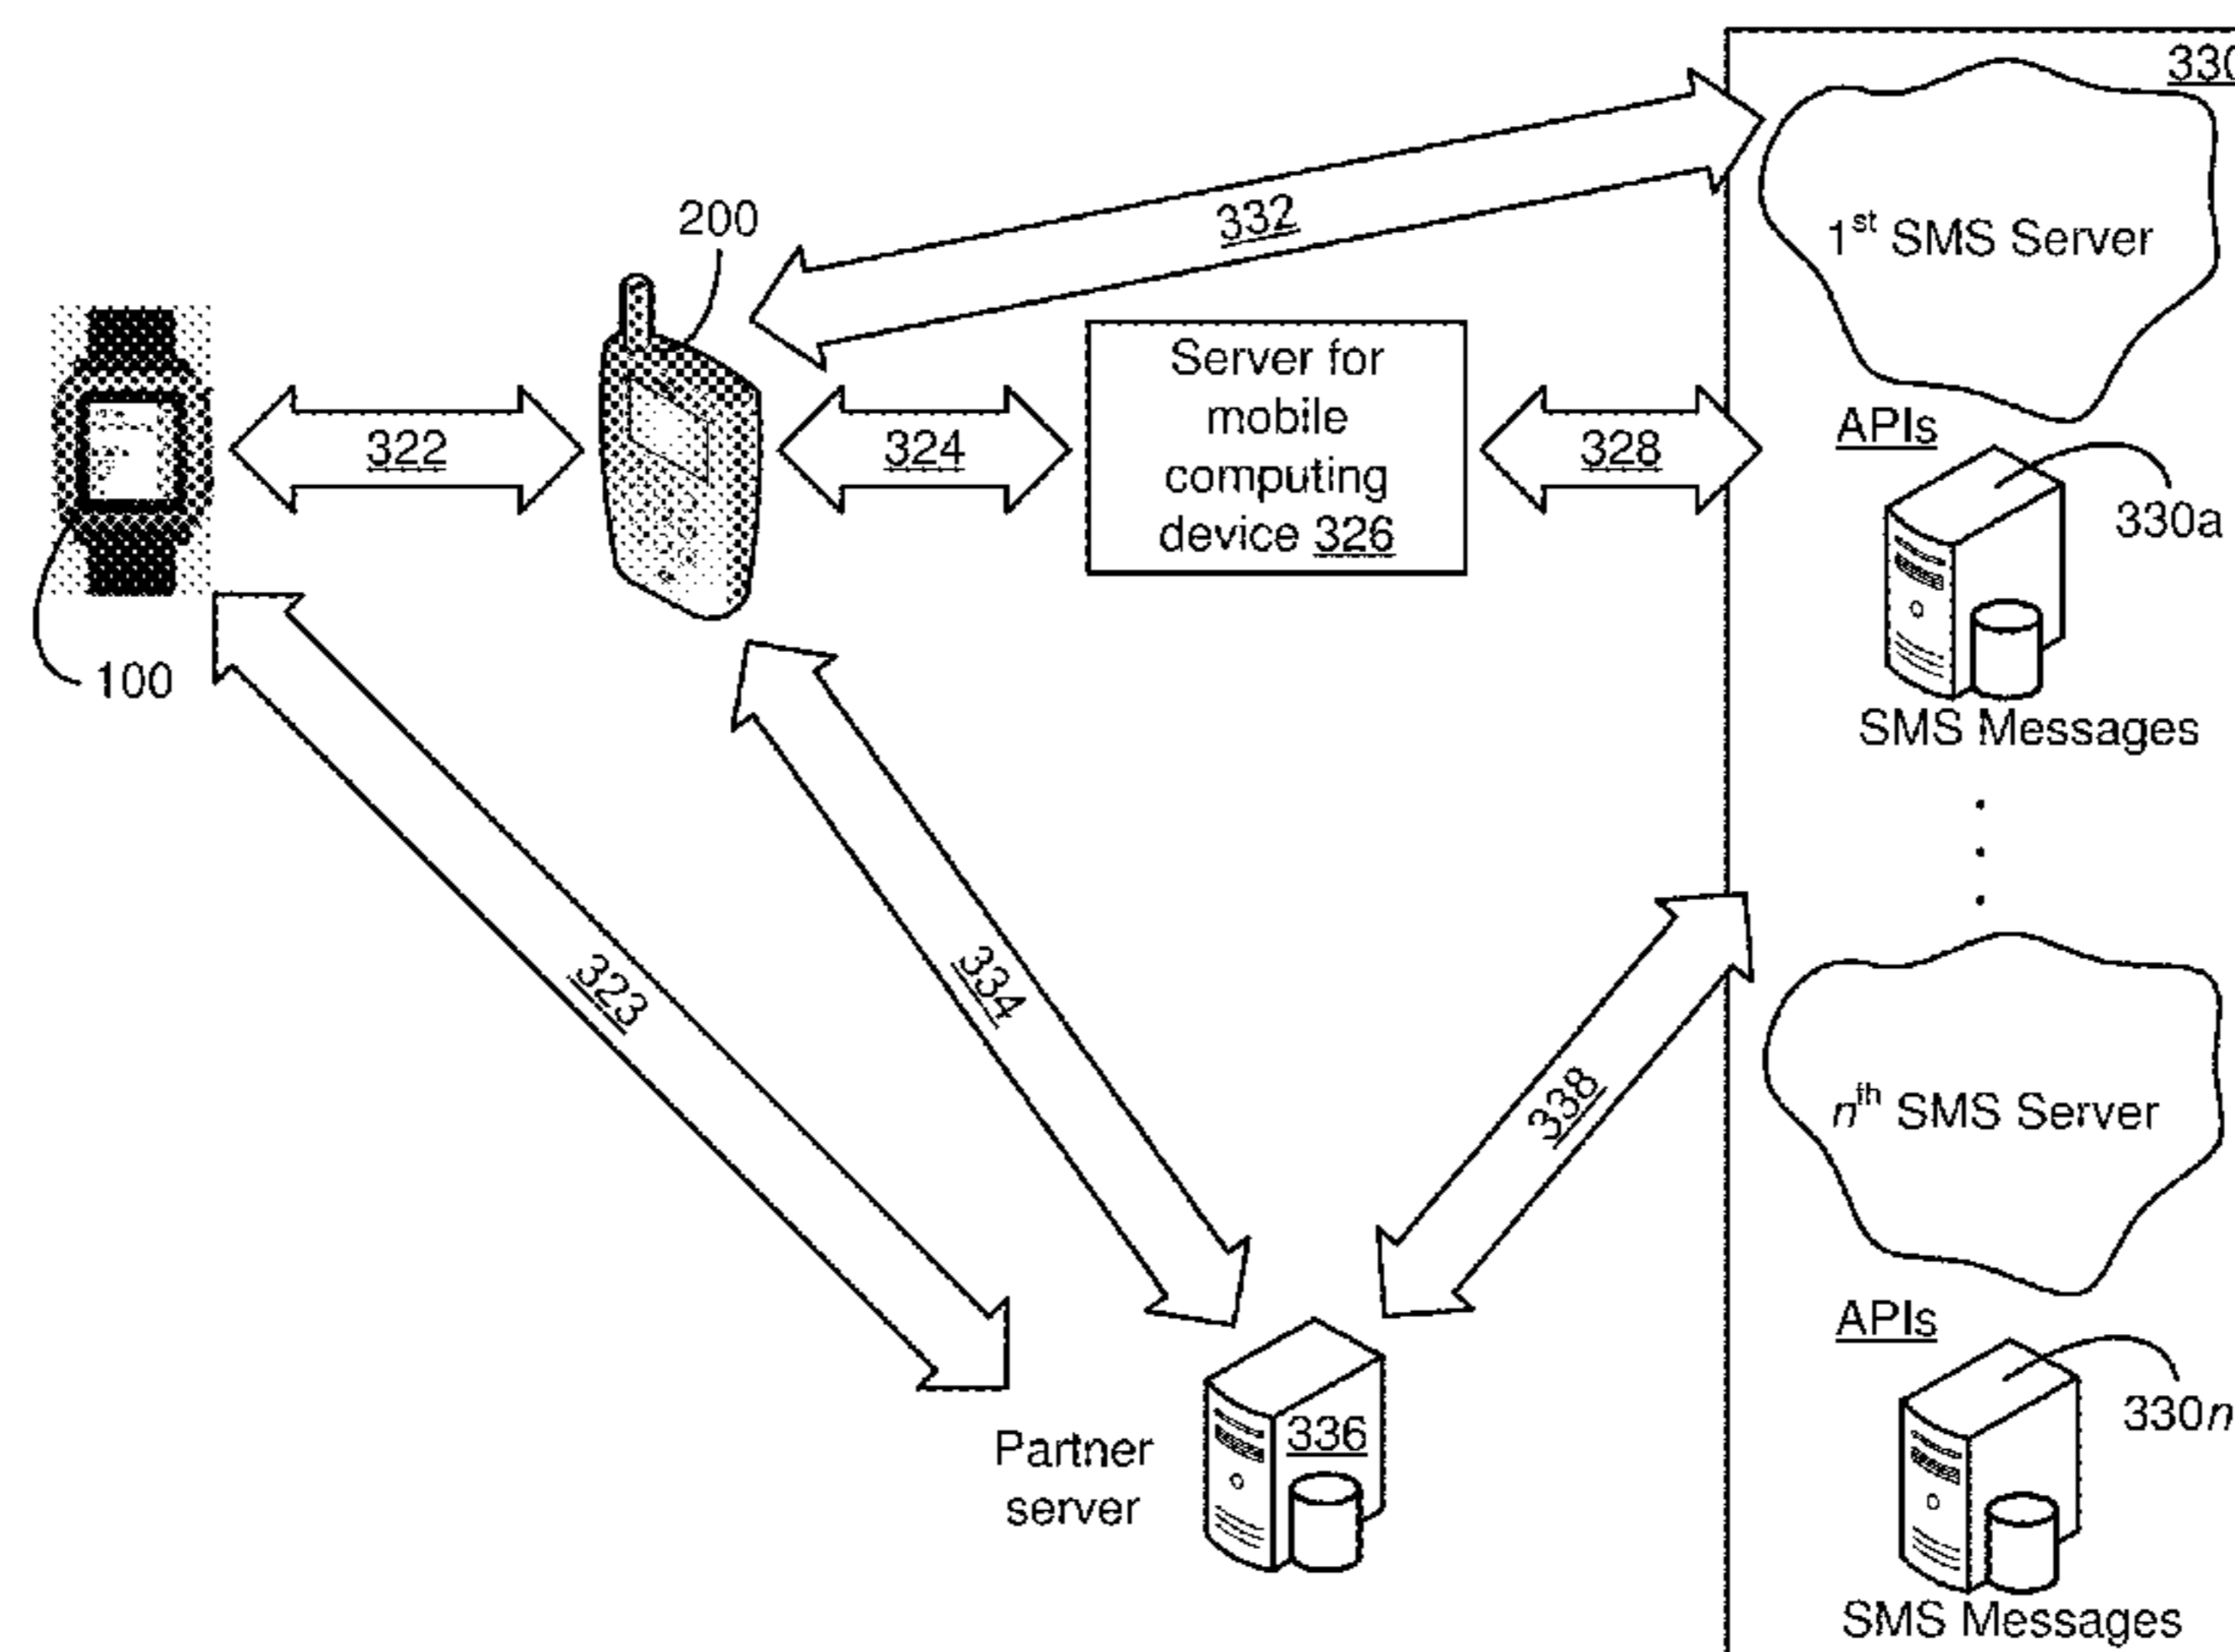 330
1st SMS Server
200
332
Server for
mobile
computing
device 326
322
324
328
APIs
330a
100
SMS Messages
323
334
338
nth SMS Server
APIs
330n
Partner
server
336
SMS Messages